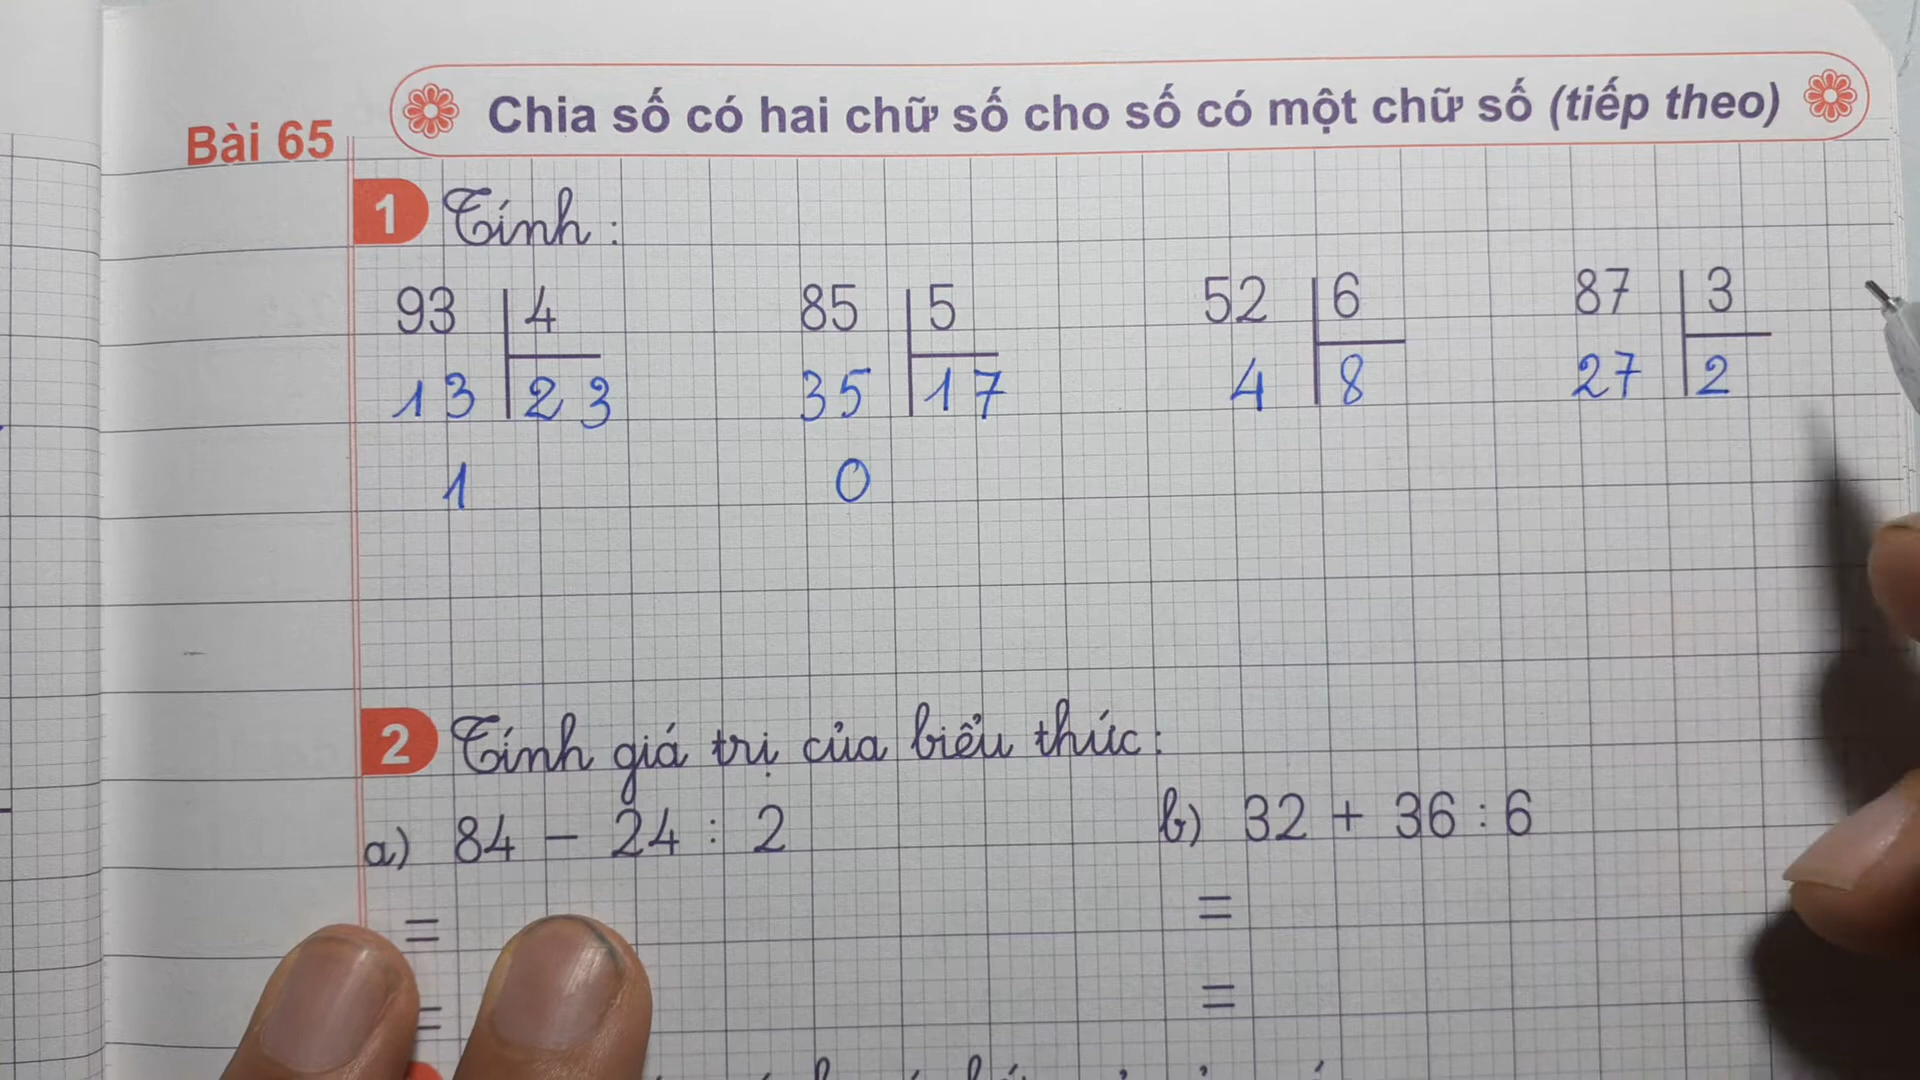 Bài 65 Chia số có hai chữ số cho số có một chữ số (tiếp theo)
1 Tính:
93 4 85 5 52 6 87 3
13 23 35 17 4 8 27 2
1 0
2 Tính giá trị của biểu thức:
a) 84 - 24 : 2 b) 32 + 36 : 6
= =
= =